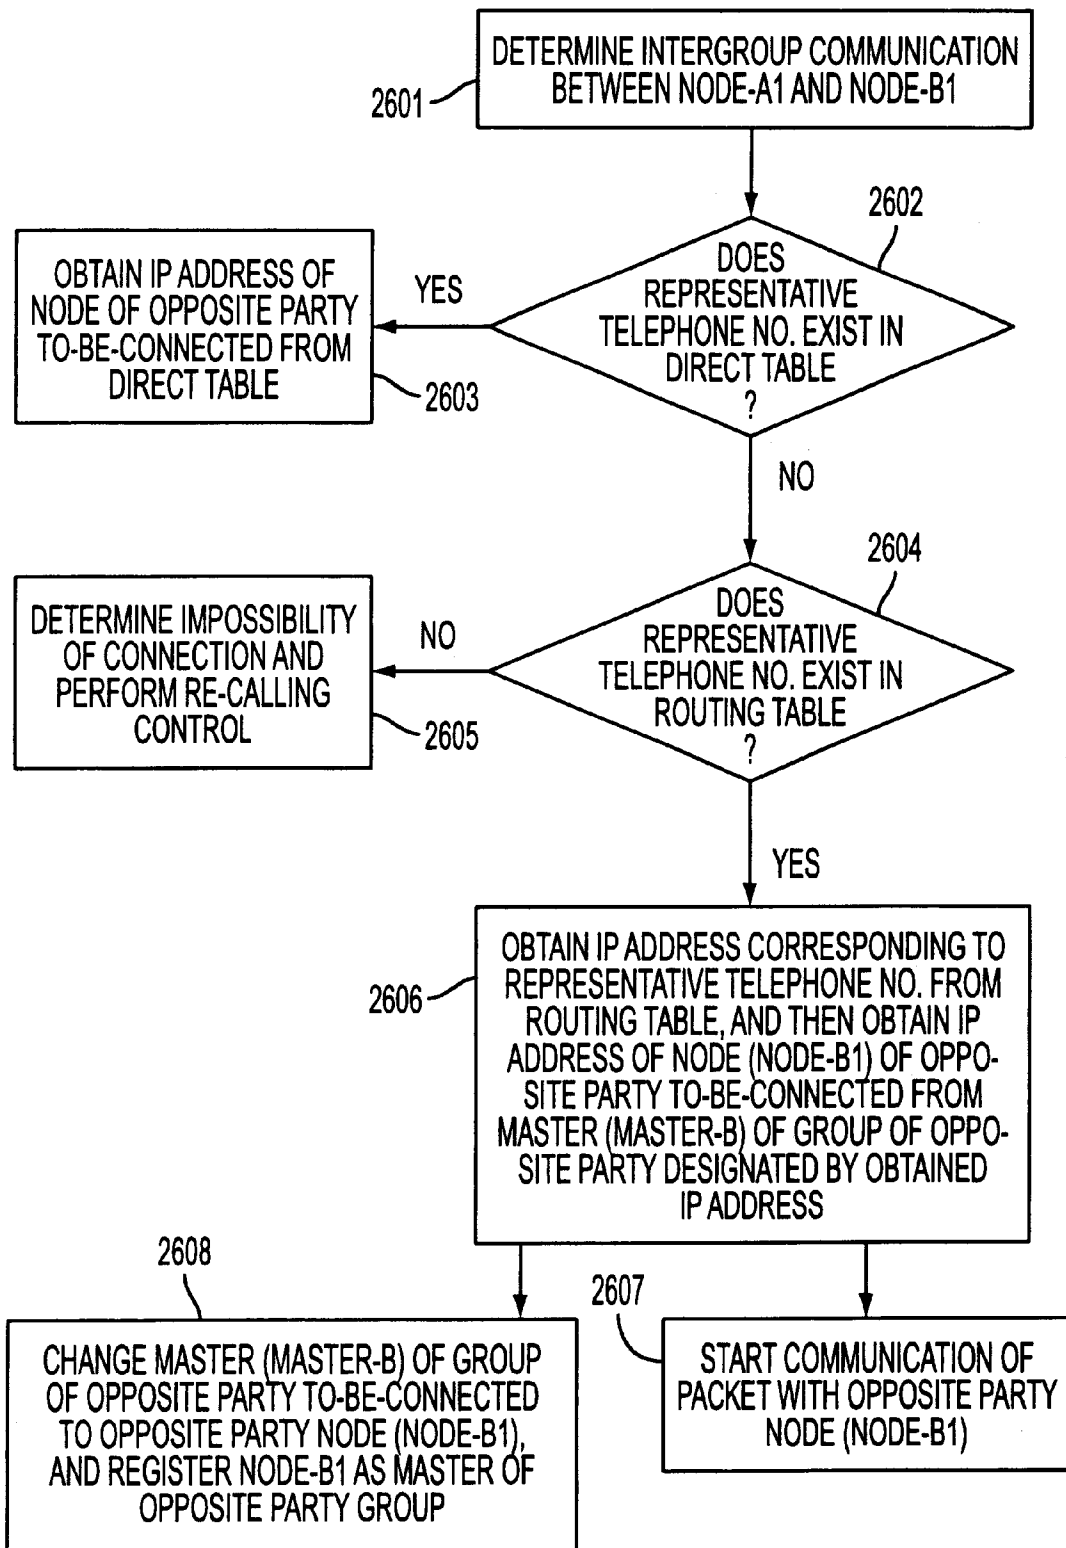 DETERMINE INTERGROUP COMMUNICATION
BETWEEN NODE-A1 AND NODE-B1
2601
2602
DOES
REPRESENTATIVE
TELEPHONE NO. EXIST IN
DIRECT TABLE
?
YES
OBTAIN IP ADDRESS OF
NODE OF OPPOSITE PARTY
TO-BE-CONNECTED FROM
DIRECT TABLE
2603
NO
2604
DOES
REPRESENTATIVE
TELEPHONE NO. EXIST IN
ROUTING TABLE
?
NO
DETERMINE IMPOSSIBILITY
OF CONNECTION AND
PERFORM RE-CALLING
CONTROL
2605
YES
OBTAIN IP ADDRESS CORRESPONDING TO
REPRESENTATIVE TELEPHONE NO. FROM
ROUTING TABLE, AND THEN OBTAIN IP
ADDRESS OF NODE (NODE-B1) OF OPPO-
SITE PARTY TO-BE-CONNECTED FROM
MASTER (MASTER-B) OF GROUP OF OPPO-
SITE PARTY DESIGNATED BY OBTAINED
IP ADDRESS
2606
2608
CHANGE MASTER (MASTER-B) OF GROUP
OF OPPOSITE PARTY TO-BE-CONNECTED
TO OPPOSITE PARTY NODE (NODE-B1),
AND REGISTER NODE-B1 AS MASTER OF
OPPOSITE PARTY GROUP
2607
START COMMUNICATION OF
PACKET WITH OPPOSITE PARTY
NODE (NODE-B1)